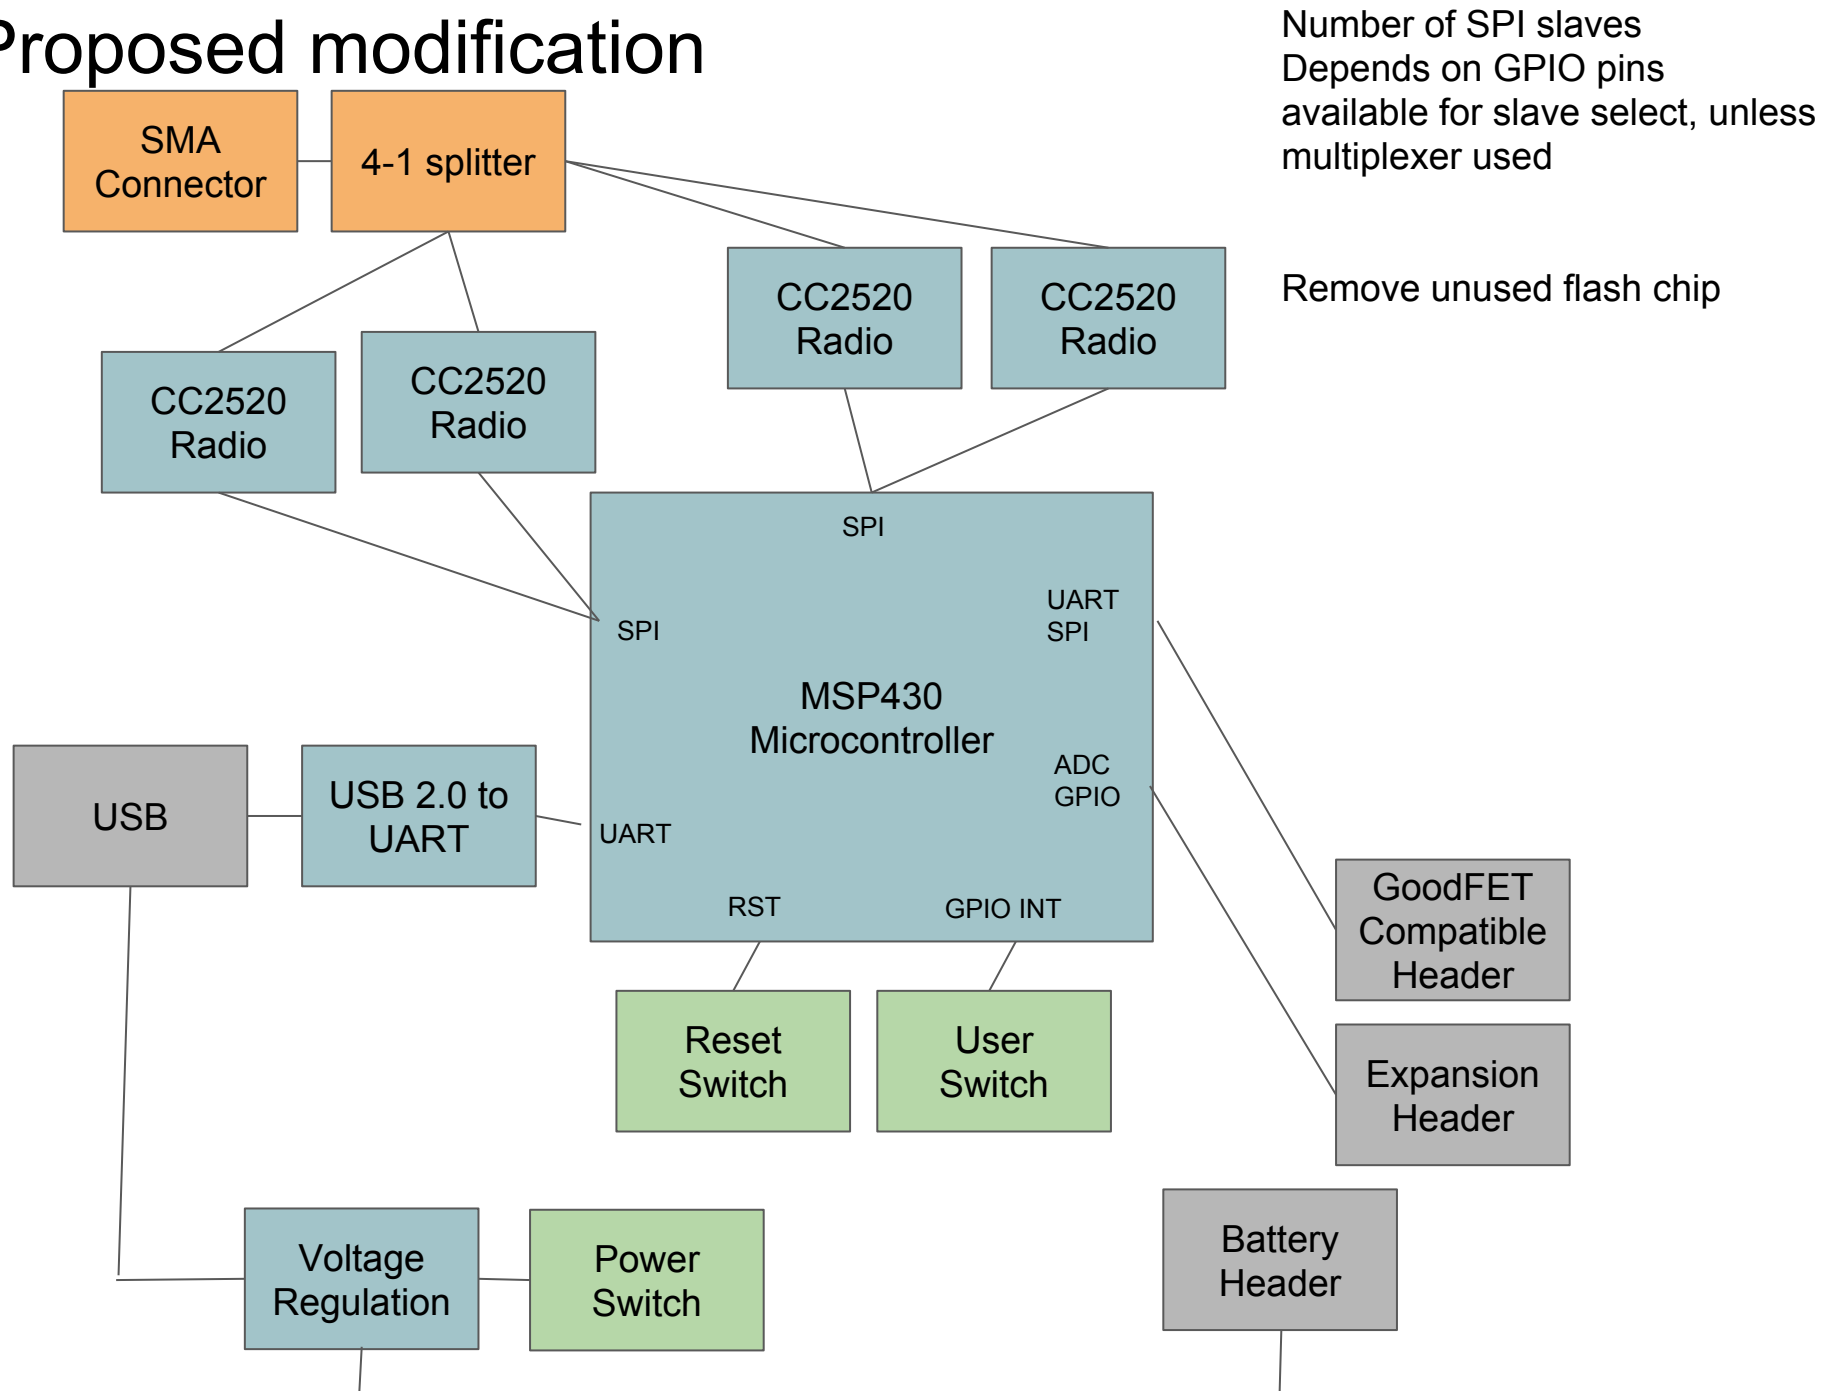 Proposed modification
Number of SPI slaves
Depends on GPIO pins
available for slave select, unless
multiplexer used
Remove unused flash chip
SMA
Connector
4-1 splitter
CC2520
Radio
CC2520
Radio
CC2520
Radio
CC2520
Radio
SPI
UART
SPI
SPI
MSP430
Microcontroller
ADC
GPIO
UART
RST
GPIO INT
USB
USB 2.0 to
UART
GoodFET
Compatible
Header
Reset
Switch
User
Switch
Expansion
Header
Voltage
Regulation
Power
Switch
Battery
Header